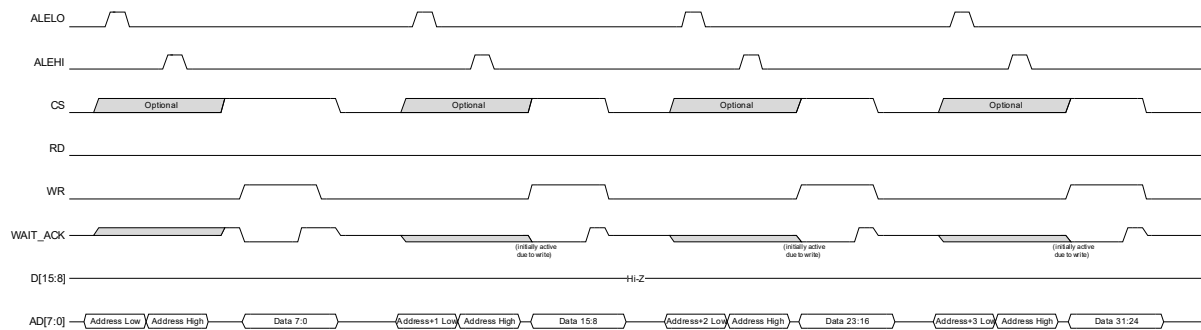 ALELO
ALEHI
CS Optional Optional Optional Optional
RD
WR
WAIT_ACK
(initially active (initially active (initially active
due to write) due to write) due to write)
D[15:8] Hi-Z
AD[7:0] Address Low Address High Data 7:0 Address+1 Low Address High Data 15:8 Address+2 Low Address High Data 23:16 Address+3 Low Address High Data 31:24